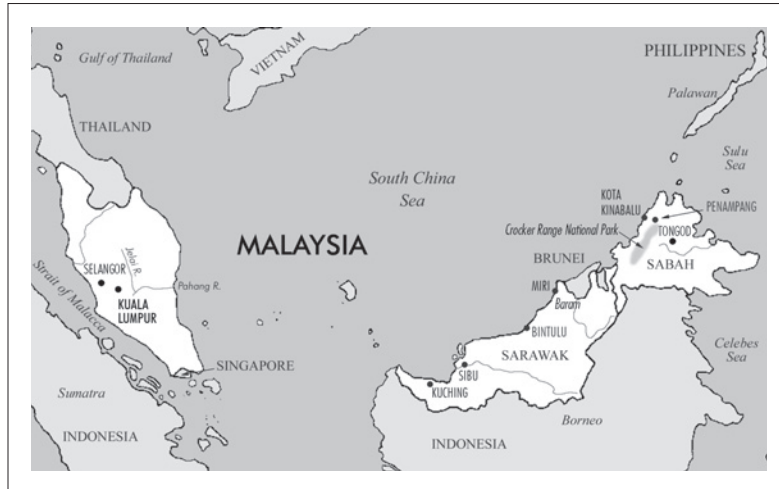 Gulf of Thailand
VIETNAM
PHILIPPINES
Palawan
THAILAND
Sulu
Sea
South China
Sea
KOTA
KINABALU
PENAMPANG
Crocker Range National Park
TONGOD
SABAH
MALAYSIA
BRUNEI
SELANGOR
Jelai R.
Pahang R.
KUALA
LUMPUR
Strait of Malacca
MIRI
Baram
BINTULU
SARAWAK
Celebes
Sea
SINGAPORE
SIBU
KUCHING
Sumatra
INDONESIA
Borneo
INDONESIA